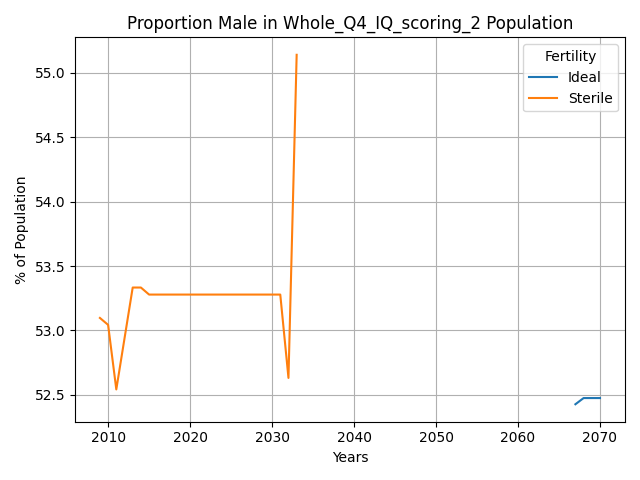 Proportion Male in Whole_Q4_IQ_scoring_2 Population
Fertility
Ideal
Sterile
% of Population
55.0
54.5
54.0
53.5
53.0
52.5
2010 2020 2030 2040 2050 2060 2070
Years